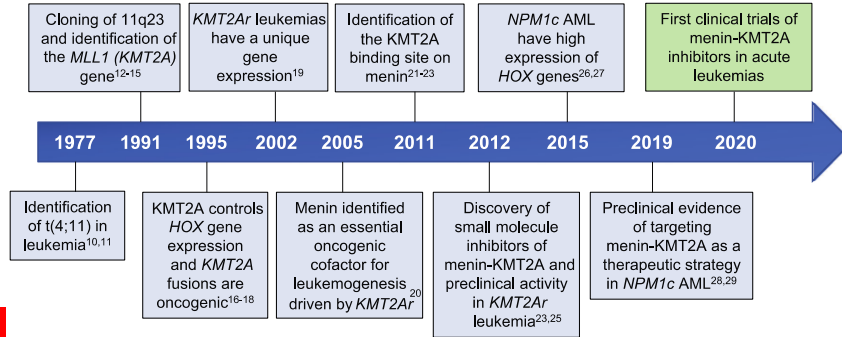 Cloning of 11q23
and identification of
the MLL1 (KMT2A)
gene12-15
KMT2Ar leukemias
have a unique
gene
expression19
Identification
of the KMT2A
binding site on
menin21-23
NPM1c AML
have high
expression of
HOX genes26,27
First clinical trials of
menin-KMT2A
inhibitors in acute
leukemias
1977 1991 1995 2002 2005 2011 2012 2015 2019 2020
Identification
of t(4;11) in
leukemia10,11
KMT2A controls
HOX gene
expression
and KMT2A
fusions are
oncogenic16-18
Menin identified
as an essential
oncogenic
cofactor for
leukemogenesis
driven by KMT2Ar20
Discovery of
small molecule
inhibitors of
menin-KMT2A and
preclinical activity
in KMT2Ar
leukemia23,25
Preclinical evidence
of targeting
menin-KMT2A as a
therapeutic strategy
in NPM1c AML28,29